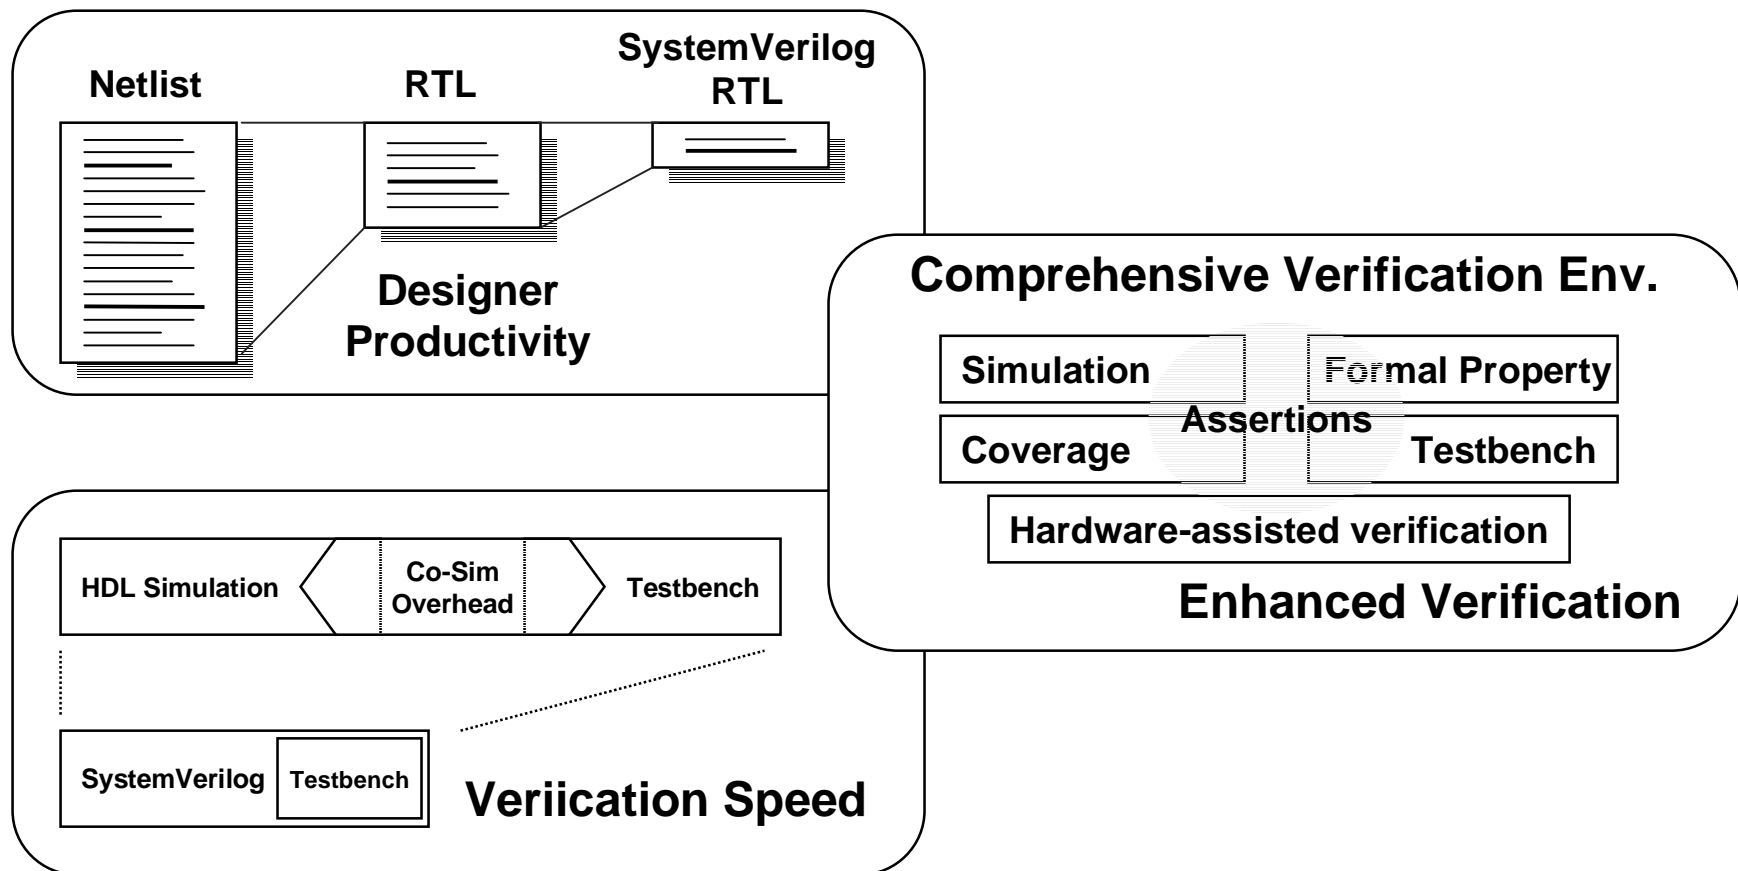 Netlist
RTL
SystemVerilog
RTL
Designer
Productivity
Comprehensive Verification Env.
Simulation
Formal Property
Assertions
Coverage
Testbench
Hardware-assisted verification
Enhanced Verification
HDL Simulation
Co-Sim
Overhead
Testbench
SystemVerilog
Testbench
Veriication Speed